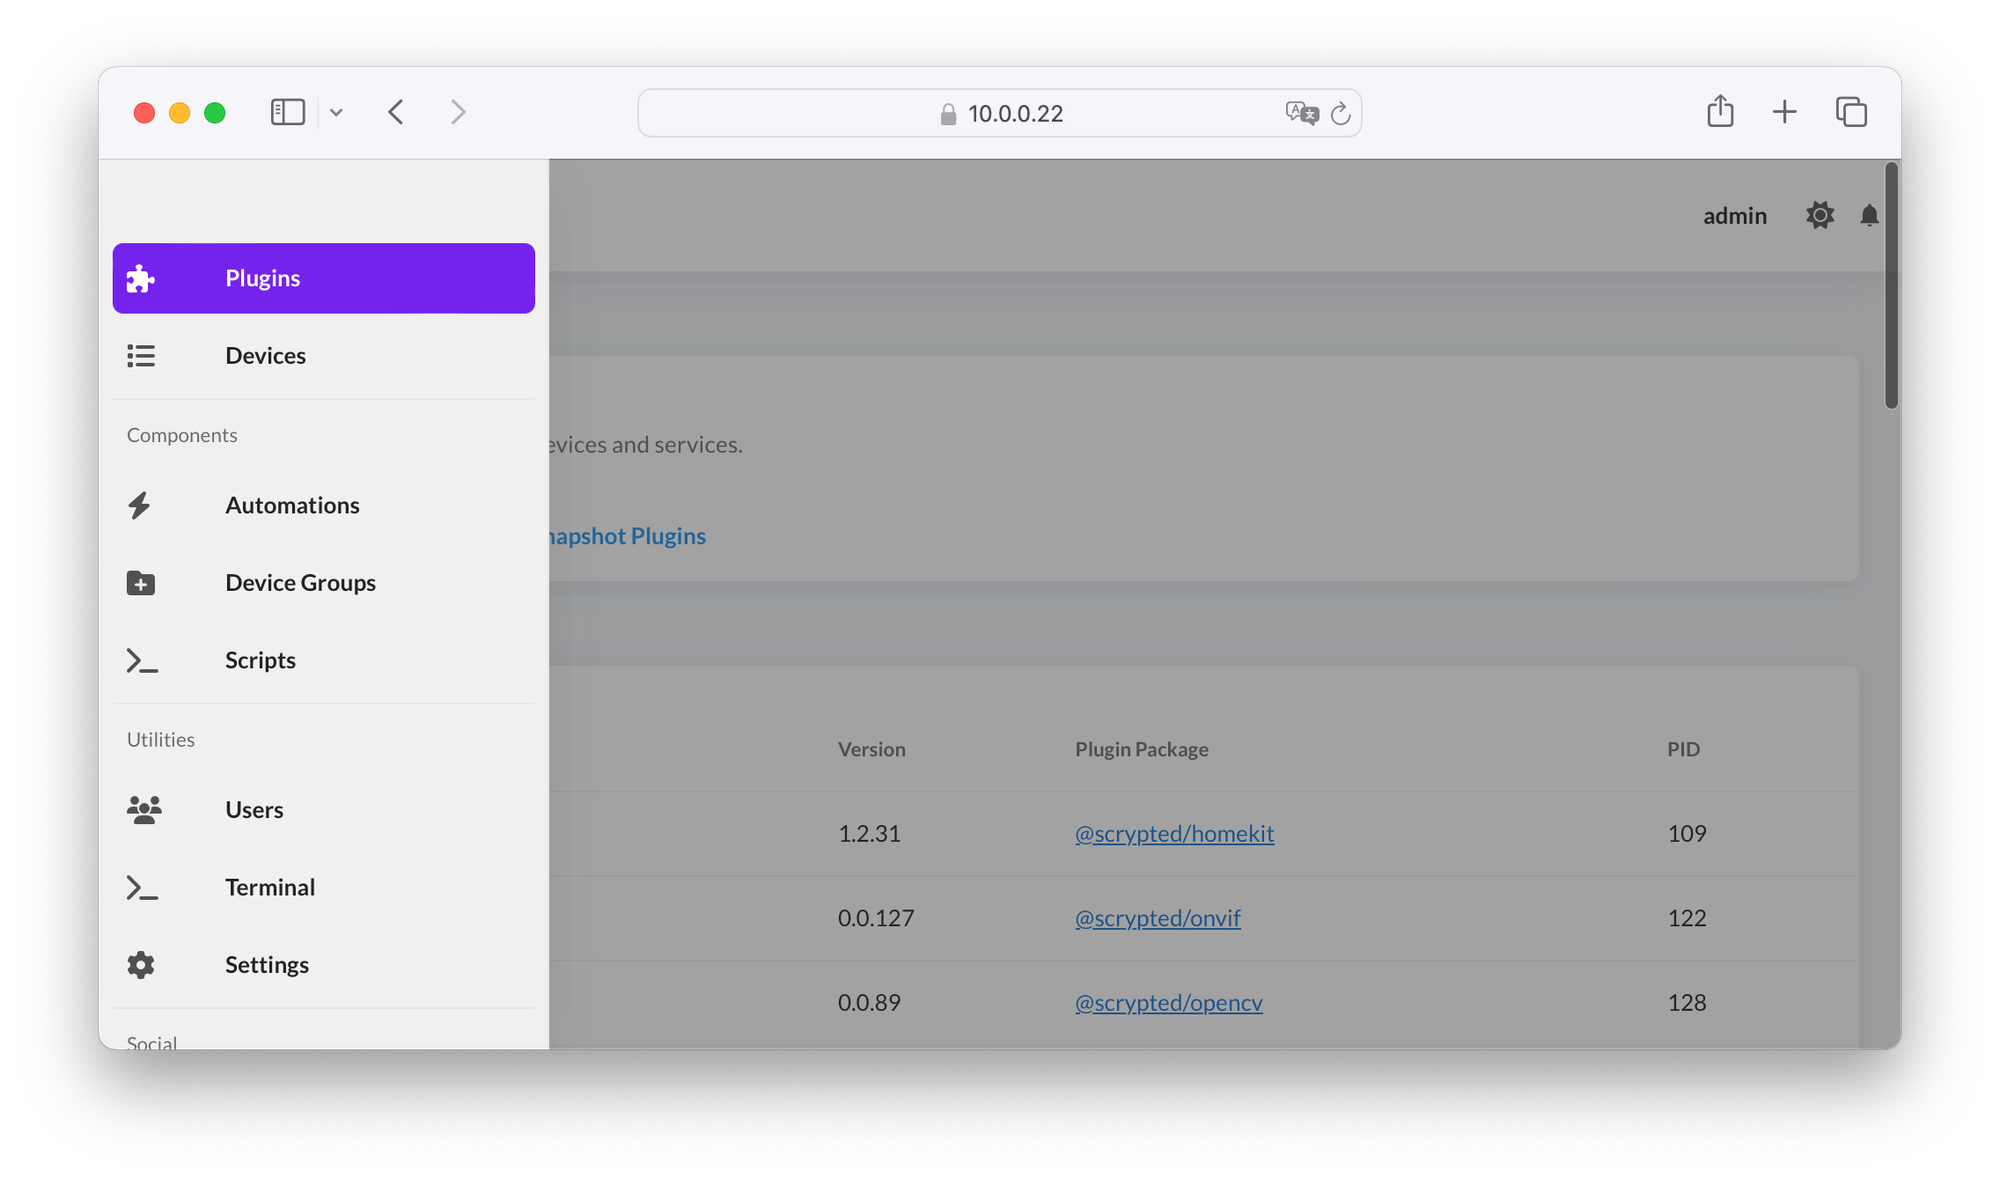 10.0.0.22
admin
Plugins
Devices
Components
Automations
Device Groups
Scripts
Utilities
Users
Terminal
Settings
Social
evices and services.
napshot Plugins
Version Plugin Package PID
1.2.31 @scrypted/homekit 109
0.0.127 @scrypted/onvif 122
0.0.89 @scrypted/opencv 128